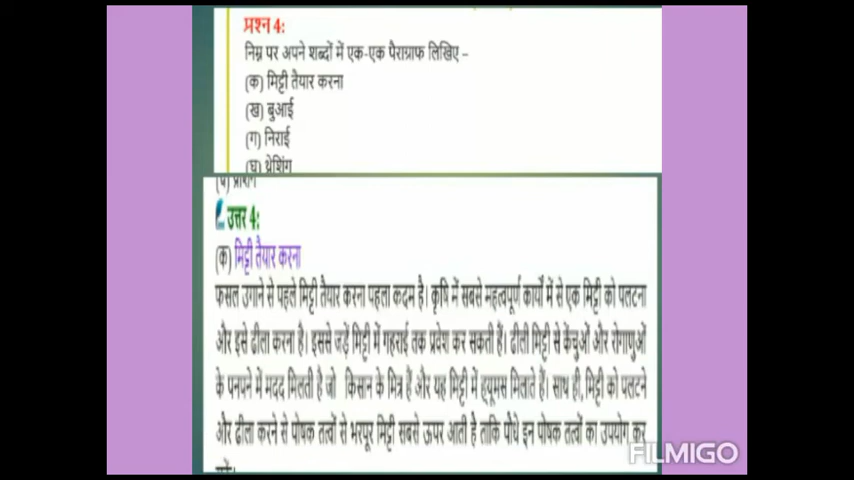 प्रश्न 4:
निम्न पर अपने शब्दों में एक-एक पैराग्राफ लिखिए –
(क) मिट्टी तैयार करना
(ख) बुआई
(ग) निराई
(घ) थ्रेशिंग
उत्तर 4:
(क) मिट्टी तैयार करना
फसल उगाने से पहले मिट्टी तैयार करना पहला कदम है। कृषि में सबसे महत्वपूर्ण कार्यों में से एक मिट्टी को पलटना
और इसे ढीला करना है। इससे जड़ें मिट्टी में गहराई तक प्रवेश कर सकती हैं। ढीली मिट्टी से केंचुओं और रोगाणुओं
के पनपने में मदद मिलती है जो किसान के मित्र हैं और यह मिट्टी में ह्यूमस मिलाते हैं। साथ ही, मिट्टी को पलटने
और ढीला करने से पोषक तत्वों से भरपूर मिट्टी सबसे ऊपर आती है ताकि पौधे इन पोषक तत्वों का उपयोग कर
FILMIGO